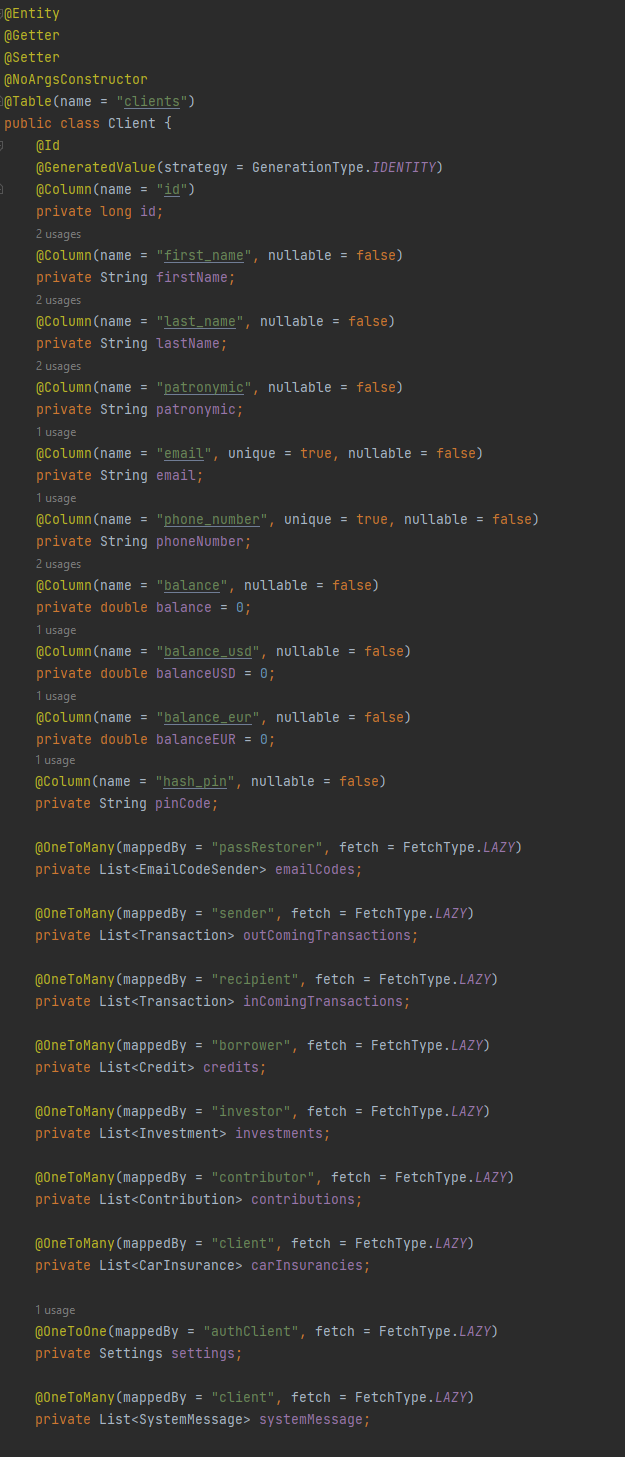 @Entity
@Getter
@Setter
@NoArgsConstructor
@Table(name = "clients")
public class Client {
@Id
@GeneratedValue(strategy = GenerationType.IDENTITY)
@Column(name = "id")
private long id;
2 usages
@Column(name = "first_name", nullable = false)
private String firstName;
2 usages
@Column(name = "last_name", nullable = false)
private String lastName;
2 usages
@Column(name = "patronymic", nullable = false)
private String patronymic;
1 usage
@Column(name = "email", unique = true, nullable = false)
private String email;
1 usage
@Column(name = "phone_number", unique = true, nullable = false)
private String phoneNumber;
2 usages
@Column(name = "balance", nullable = false)
private double balance = 0;
1 usage
@Column(name = "balance_usd", nullable = false)
private double balanceUSD = 0;
1 usage
@Column(name = "balance_eur", nullable = false)
private double balanceEUR = 0;
1 usage
@Column(name = "hash_pin", nullable = false)
private String pinCode;
@OneToMany(mappedBy = "passRestorer", fetch = FetchType.LAZY)
private List<EmailCodeSender> emailCodes;
@OneToMany(mappedBy = "sender", fetch = FetchType.LAZY)
private List<Transaction> outComingTransactions;
@OneToMany(mappedBy = "recipient", fetch = FetchType.LAZY)
private List<Transaction> inComingTransactions;
@OneToMany(mappedBy = "borrower", fetch = FetchType.LAZY)
private List<Credit> credits;
@OneToMany(mappedBy = "investor", fetch = FetchType.LAZY)
private List<Investment> investments;
@OneToMany(mappedBy = "contributor", fetch = FetchType.LAZY)
private List<Contribution> contributions;
@OneToMany(mappedBy = "client", fetch = FetchType.LAZY)
private List<CarInsurance> carInsurancies;
1 usage
@OneToOne(mappedBy = "authClient", fetch = FetchType.LAZY)
private Settings settings;
@OneToMany(mappedBy = "client", fetch = FetchType.LAZY)
private List<SystemMessage> systemMessage;